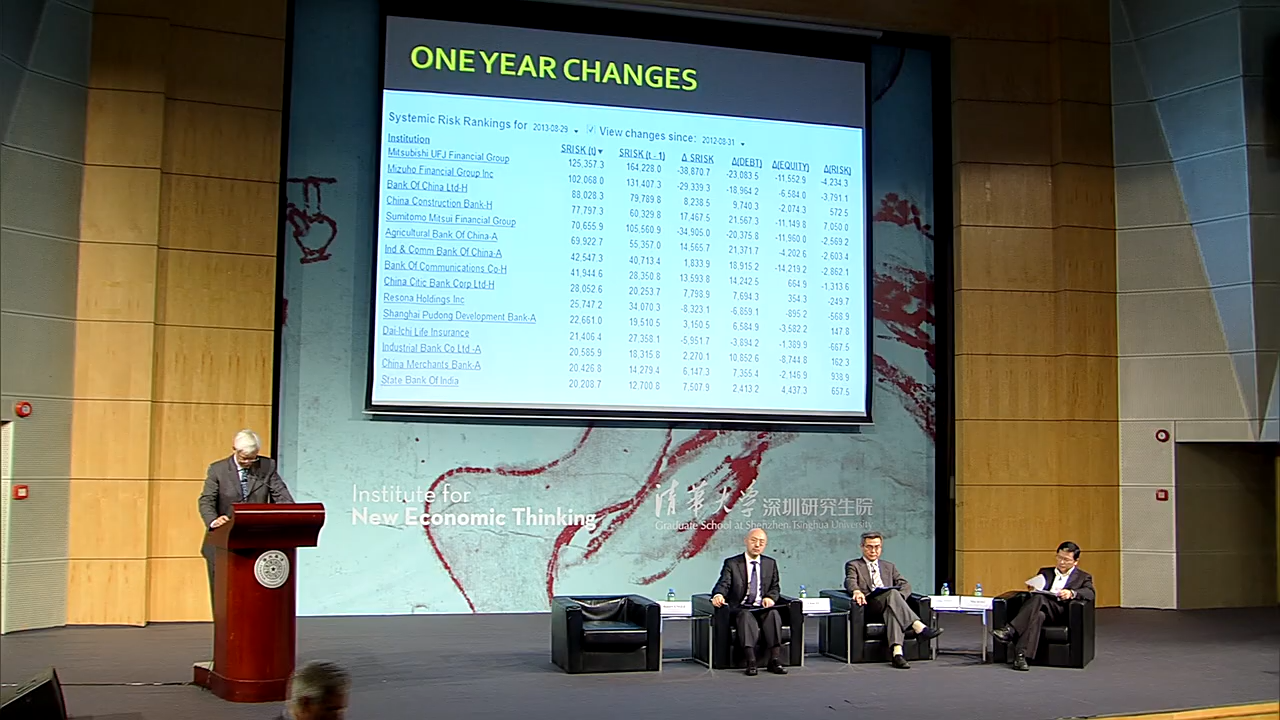 ONE YEAR CHANGES
Systemic Risk Rankings for 2013-08-29 View changes since: 2012-08-31
Institution SRISK (t) SRISK (t - 1) Δ SRISK Δ(DEBT) Δ(EQUITY) Δ(RISK)
Mitsubishi UFJ Financial Group 125,357.3 164,228.0 -38,870.7 -23,083.5 -11,552.9 -4,234.3
Mizuho Financial Group Inc 102,068.0 131,407.3 -29,339.3 -18,964.2 -6,584.0 -3,791.1
Bank Of China Ltd-H 88,028.3 79,789.8 8,238.5 9,740.3 -2,074.3 572.5
China Construction Bank-H 77,797.3 60,329.8 17,467.5 21,567.3 -11,149.8 7,050.0
Sumitomo Mitsui Financial Group 70,655.9 105,560.9 -34,905.0 -20,375.8 -11,960.0 -2,569.2
Agricultural Bank Of China-A 69,922.7 55,357.0 14,565.7 21,371.7 -4,202.6 -2,603.4
Ind & Comm Bank Of China-A 42,547.3 40,713.4 1,833.9 18,915.2 -14,219.2 -2,862.1
Bank Of Communications Co-H 41,944.6 28,350.8 13,593.8 14,242.5 664.9 -1,313.6
China Citic Bank Corp Ltd-H 28,052.6 20,253.7 7,798.9 7,694.3 354.3 -249.7
Resona Holdings Inc 25,747.2 34,070.3 -8,323.1 -6,859.1 -895.2 -568.9
Shanghai Pudong Development Bank-A 22,661.0 19,510.5 3,150.5 6,584.9 -3,582.2 147.8
Dai-Ichi Life Insurance 21,406.4 27,358.1 -5,951.7 -3,894.2 -1,389.9 -667.5
Industrial Bank Co Ltd -A 20,585.9 18,315.8 2,270.1 10,852.6 -8,744.8 162.3
China Merchants Bank-A 20,426.8 14,279.4 6,147.3 7,355.4 -2,146.9 938.9
State Bank Of India 20,208.7 12,700.8 7,507.9 2,413.2 4,437.3 657.5
Institute for
New Economic Thinking
清华大学 深圳研究生院
Graduate School at Shenzhen, Tsinghua University